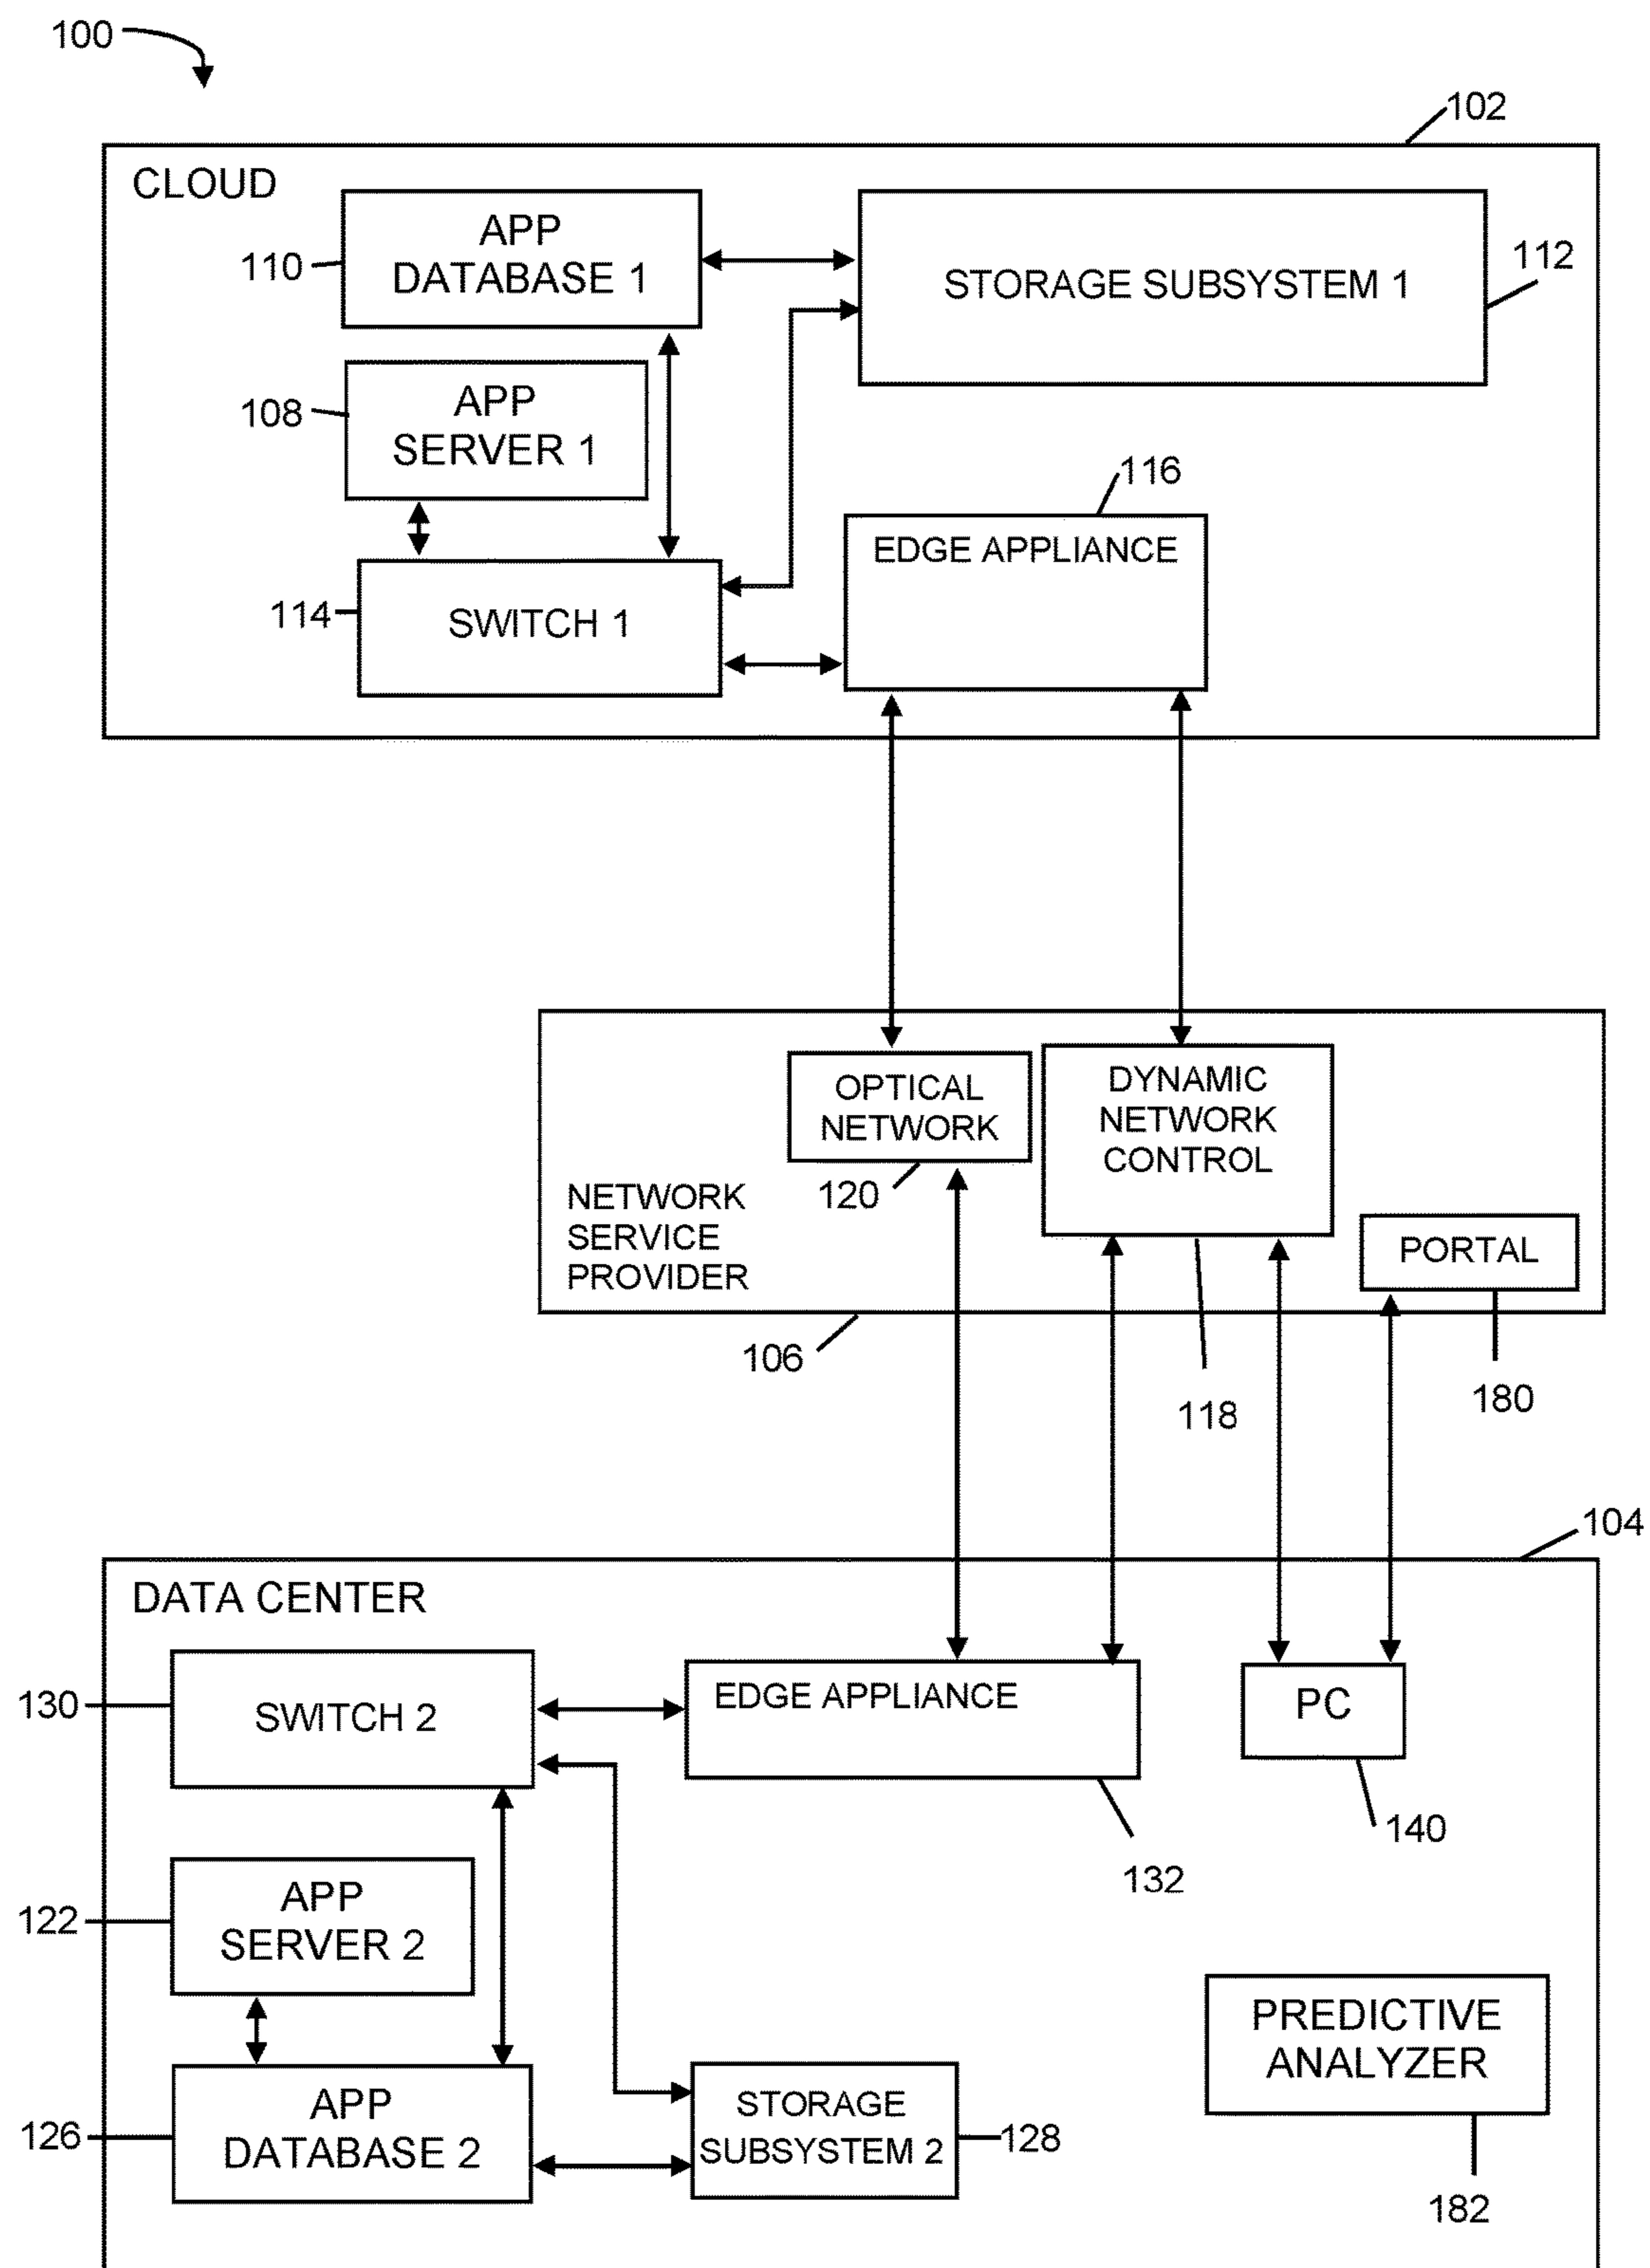 100
102
CLOUD
APP
DATABASE 1
110
STORAGE SUBSYSTEM 1
112
APP
SERVER 1
108
116
EDGE APPLIANCE
SWITCH 1
114
OPTICAL
NETWORK
120
DYNAMIC
NETWORK
CONTROL
NETWORK
SERVICE
PROVIDER
PORTAL
106
118
180
104
DATA CENTER
130
SWITCH 2
EDGE APPLIANCE
PC
140
132
122
APP
SERVER 2
PREDICTIVE
ANALYZER
126
APP
DATABASE 2
STORAGE
SUBSYSTEM 2
128
182